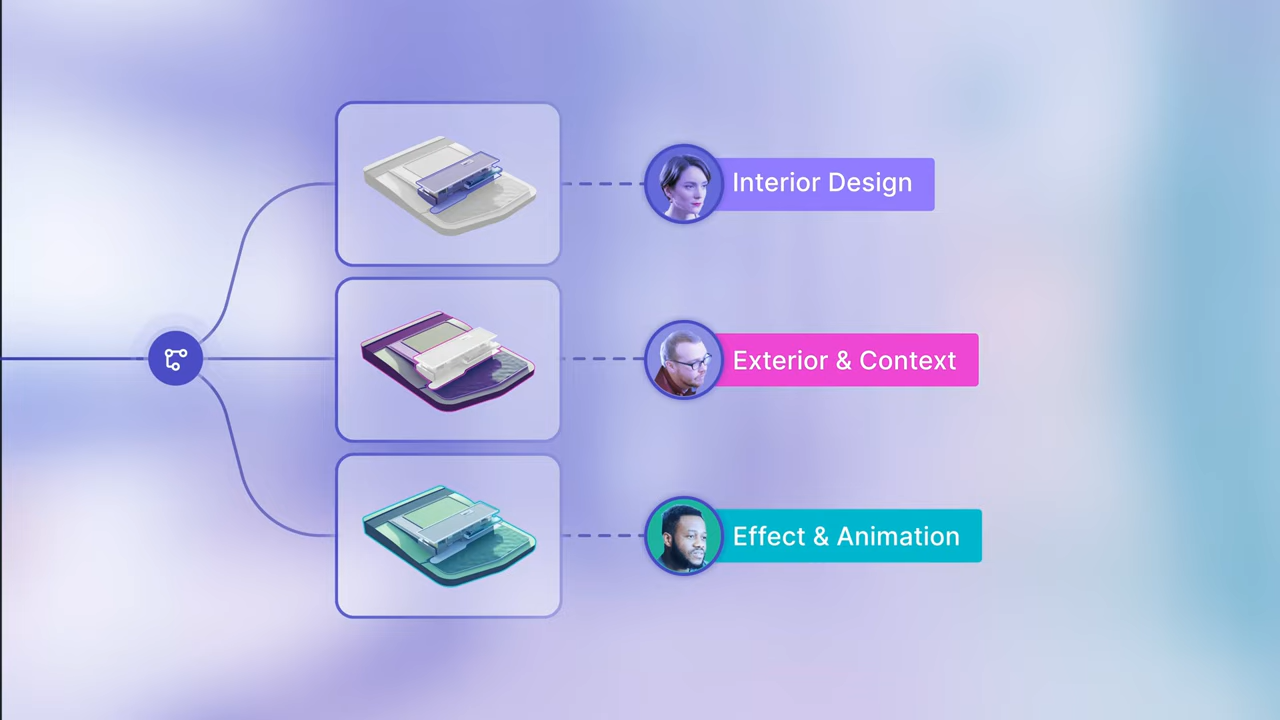 Interior Design
Exterior & Context
Effect & Animation